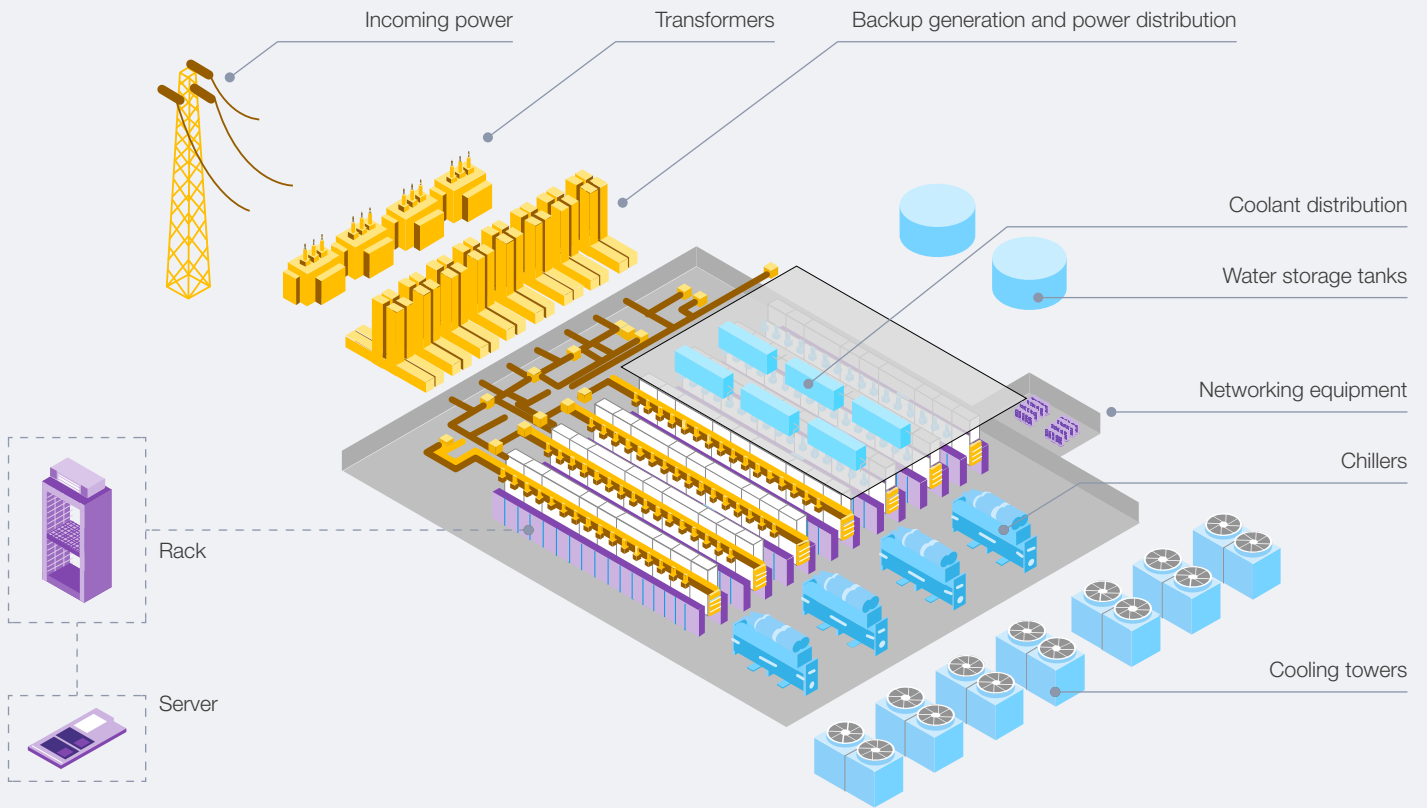 Incoming power
Transformers
Backup generation and power distribution
Coolant distribution
Water storage tanks
Networking equipment
Chillers
Rack
Cooling towers
Server